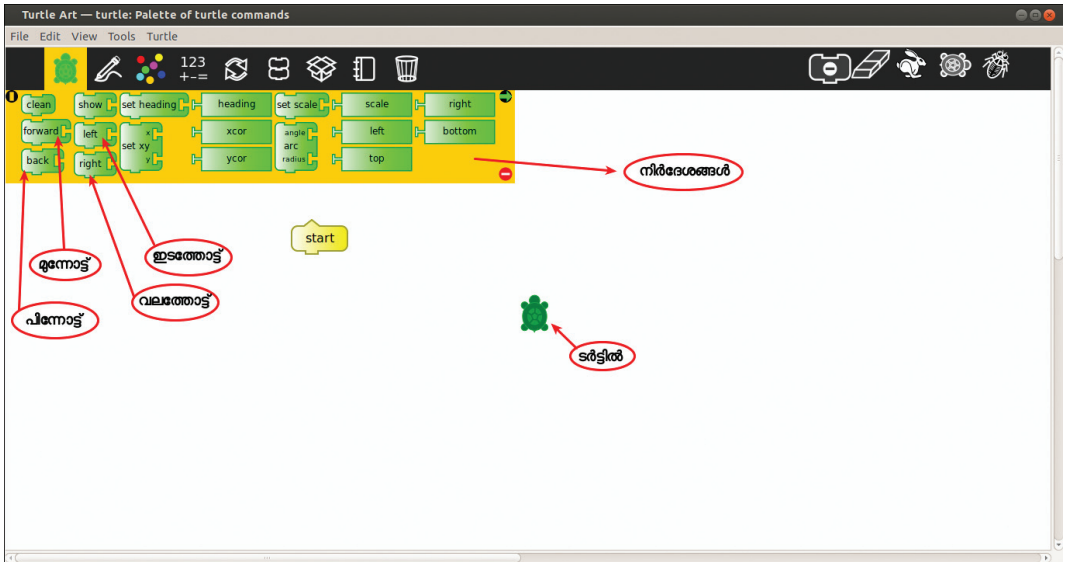 Turtle Art — turtle: Palette of turtle commands
File Edit View Tools Turtle
123
+-=
clean show set heading heading set scale scale right
forward left set xy x y xcor angle arc radius left bottom
back right ycor top
നിർദേശങ്ങൾ
start
മുന്നോട്ട് ഇടത്തോട്ട്
പിന്നോട്ട് വലത്തോട്ട്
ടർട്ടിൽ